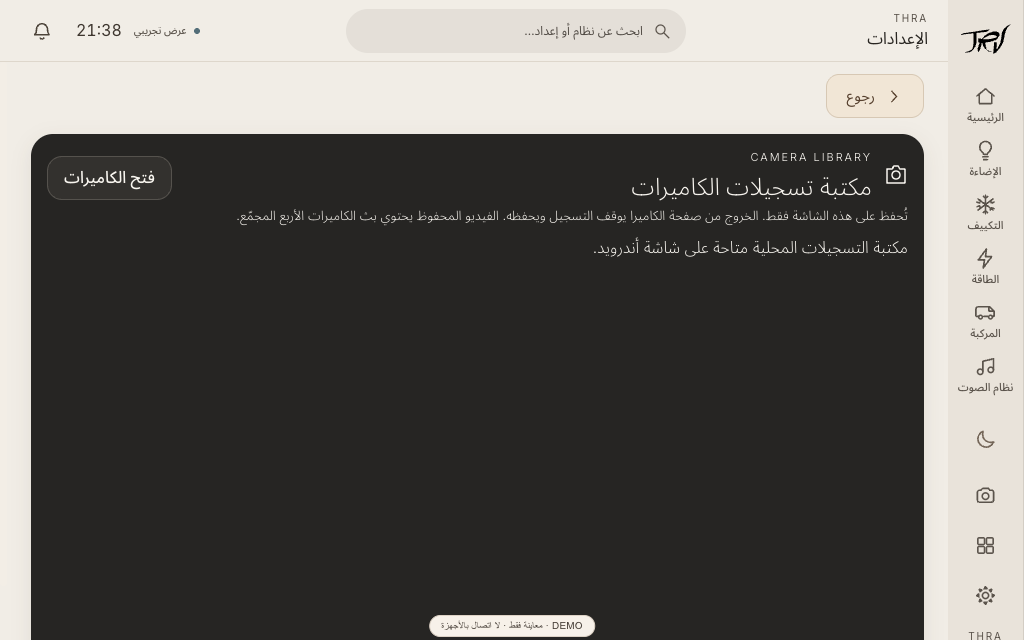 THRA
الإعدادات
ابحث عن نظام أو إعداد...
عرض تجريبي
21:38
رجوع
CAMERA LIBRARY
مكتبة تسجيلات الكاميرات
فتح الكاميرات
تُحفظ على هذه الشاشة فقط. الخروج من صفحة الكاميرا يوقف التسجيل ويحفظه. الفيديو المحفوظ يحتوي بث الكاميرات الأربع المجمّع.
مكتبة التسجيلات المحلية متاحة على شاشة أندرويد.
DEMO · معاينة فقط · لا اتصال بالأجهزة
الرئيسية
الإضاءة
التكييف
الطاقة
المركبة
نظام الصوت
THRA